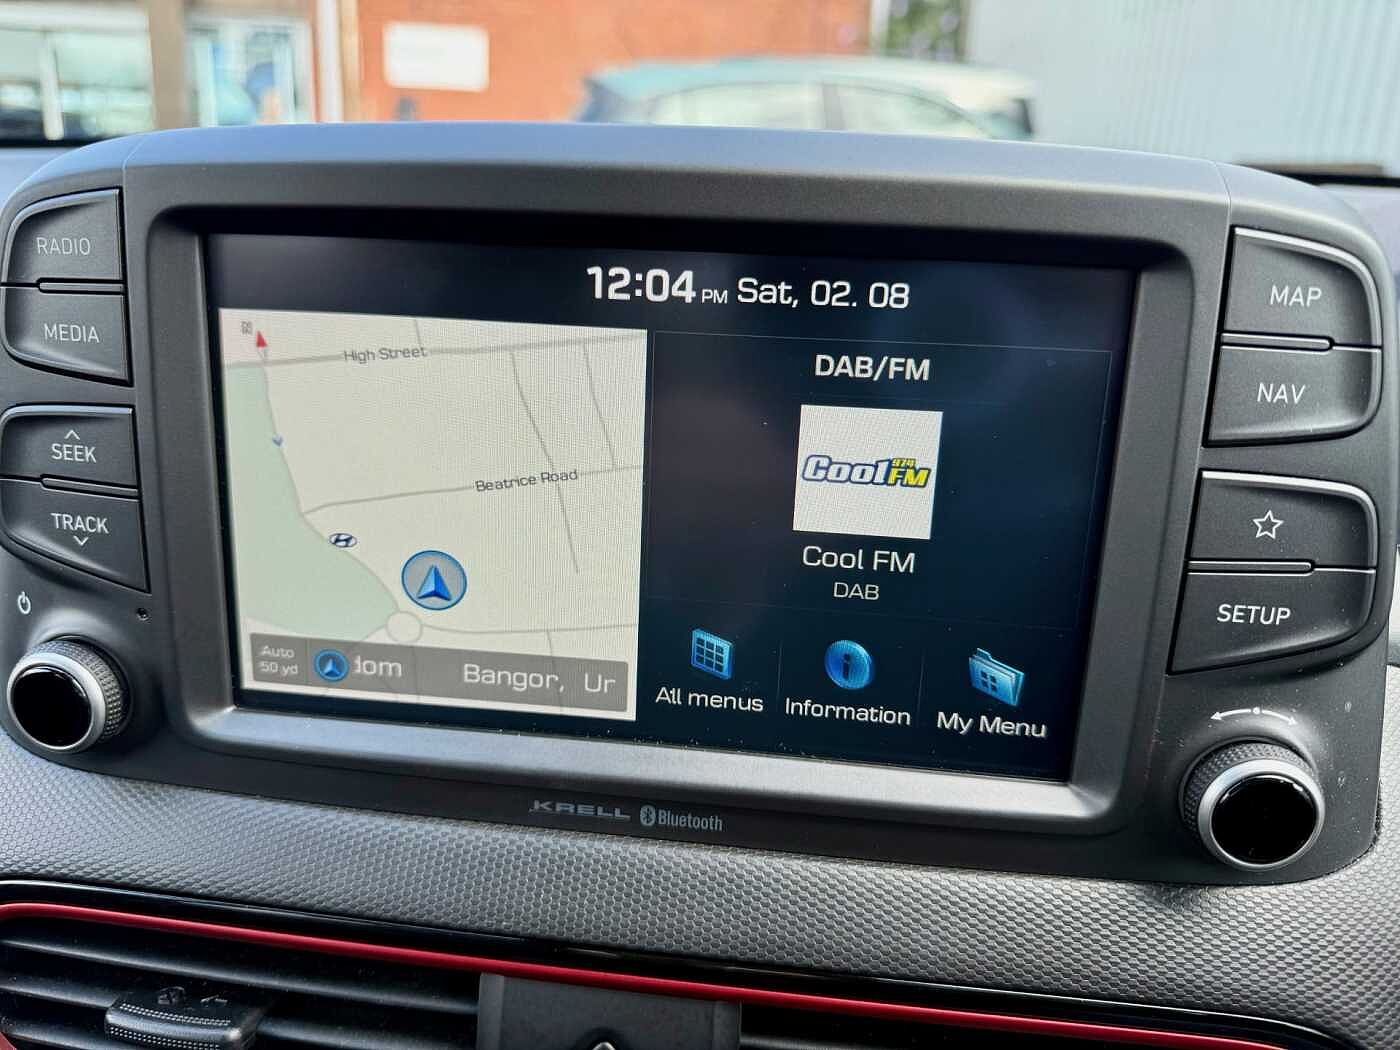 RADIO
MEDIA
SEEK
TRACK
12:04 PM Sat, 02. 08
High Street
Beatrice Road
Auto
50 yd
dom Bangor, Ur
DAB/FM
Cool 974 FM
Cool FM
DAB
All menus
Information
My Menu
MAP
NAV
SETUP
KRELL Bluetooth